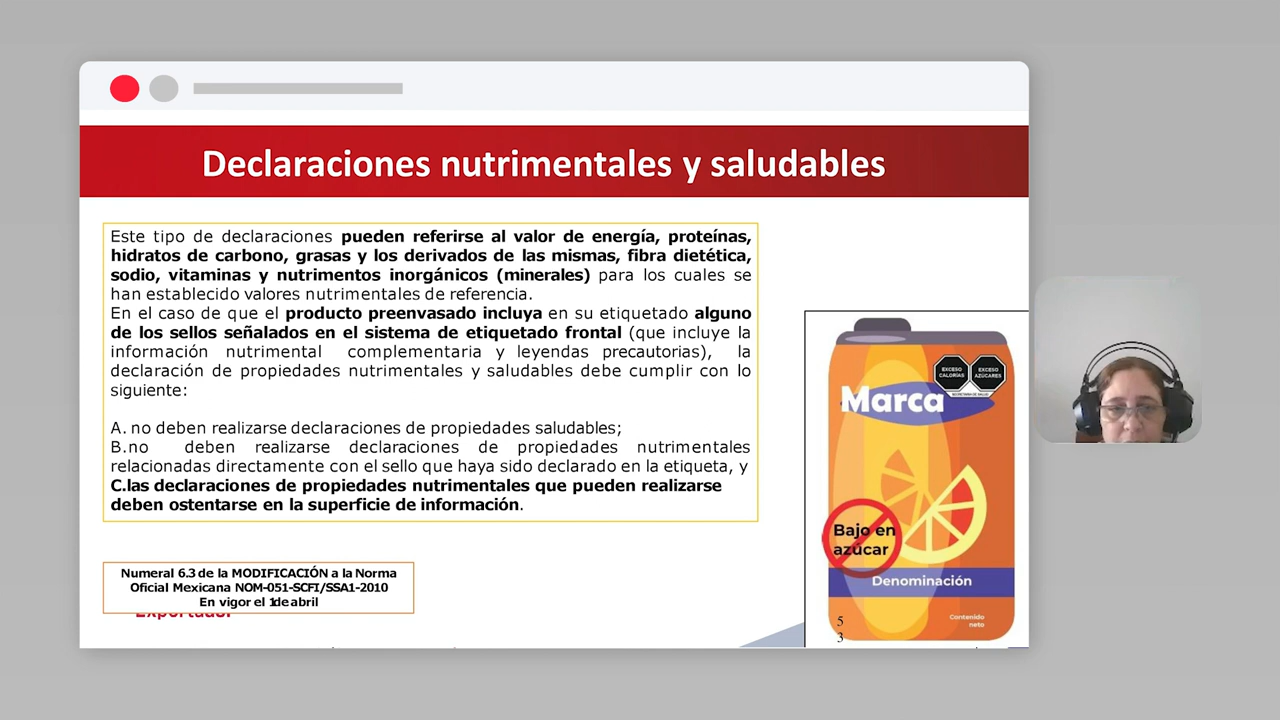 Declaraciones nutrimentales y saludables
Este tipo de declaraciones pueden referirse al valor de energía, proteínas,
hidratos de carbono, grasas y los derivados de las mismas, fibra dietética,
sodio, vitaminas y nutrimentos inorgánicos (minerales) para los cuales se
han establecido valores nutrimentales de referencia.
En el caso de que el producto preenvasado incluya en su etiquetado alguno
de los sellos señalados en el sistema de etiquetado frontal (que incluye la
información nutrimental complementaria y leyendas precautorias), la
declaración de propiedades nutrimentales y saludables debe cumplir con lo
siguiente:
A. no deben realizarse declaraciones de propiedades saludables;
B.no deben realizarse declaraciones de propiedades nutrimentales
relacionadas directamente con el sello que haya sido declarado en la etiqueta, y
C.las declaraciones de propiedades nutrimentales que pueden realizarse
deben ostentarse en la superficie de información.
Numeral 6.3 de la MODIFICACIÓN a la Norma
Oficial Mexicana NOM-051-SCFI/SSA1-2010
En vigor el 1de abril
EXCESO
CALORÍAS
EXCESO
AZÚCARES
SECRETARÍA DE SALUD
Marca
Bajo en
azúcar
Denominación
Contenido
neto
5
3